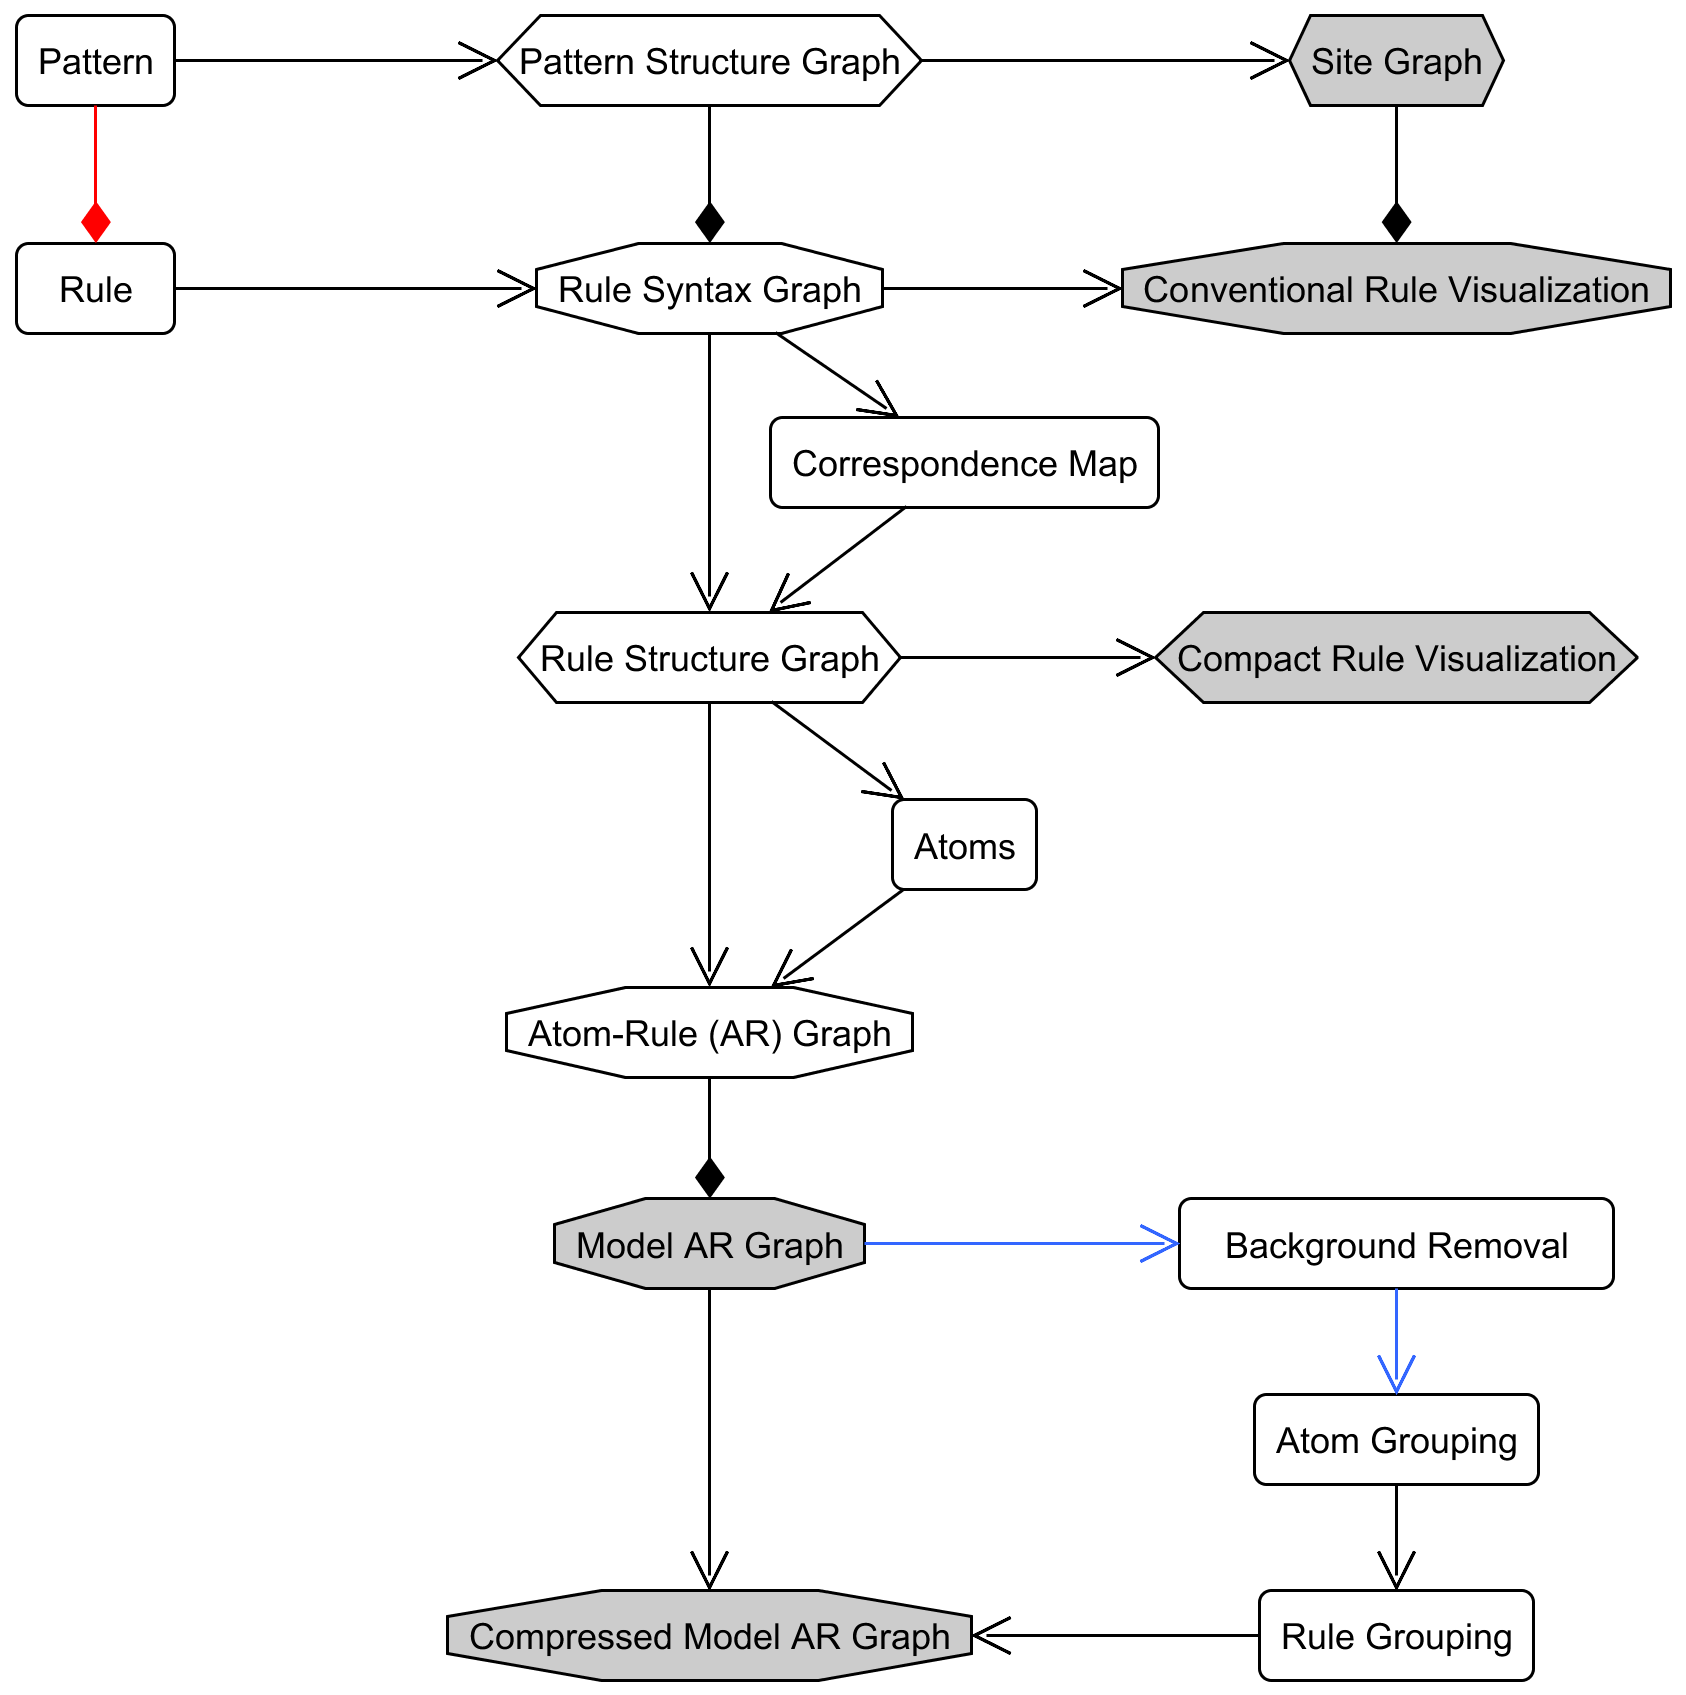 Pattern
Pattern Structure Graph
Site Graph
Rule
Rule Syntax Graph
Conventional Rule Visualization
Correspondence Map
Rule Structure Graph
Compact Rule Visualization
Atoms
Atom-Rule (AR) Graph
Model AR Graph
Background Removal
Atom Grouping
Compressed Model AR Graph
Rule Grouping